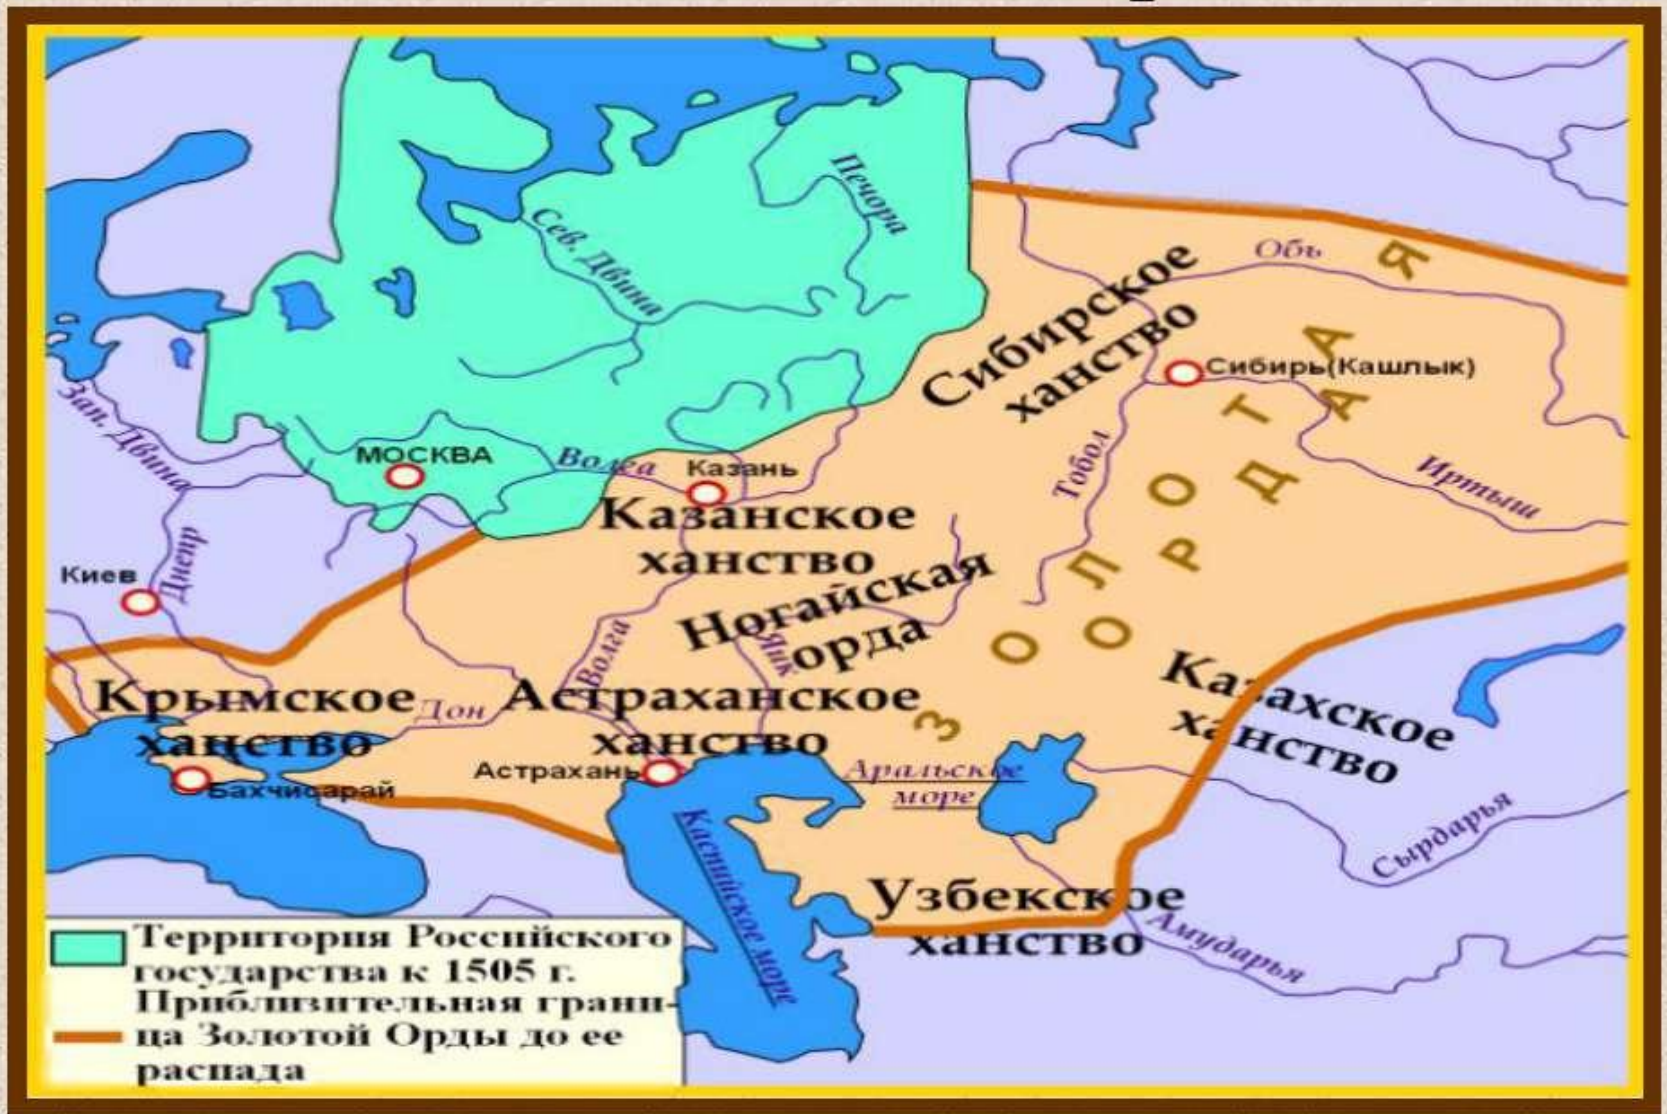 Печора
Сев. Двина
Обь
Я
А
Т
О
Л
О
З
А
Д
Р
О
Сибирское
ханство
Сибирь(Кашлык)
Зап. Двина
МОСКВА
Волга
Казань
Тобол
Иртыш
Казанское
ханство
Киев
Днепр
Ногайская
орда
Волга
Яик
Крымское
ханство
Дон
Астраханское
ханство
Казахское
ханство
Астрахань
Бахчисарай
Аральское
море
Каспийское море
Сырдарья
Узбекское
ханство
Амударья
Территория Российского
государства к 1505 г.
Приблизительная грани-
ца Золотой Орды до ее
распада